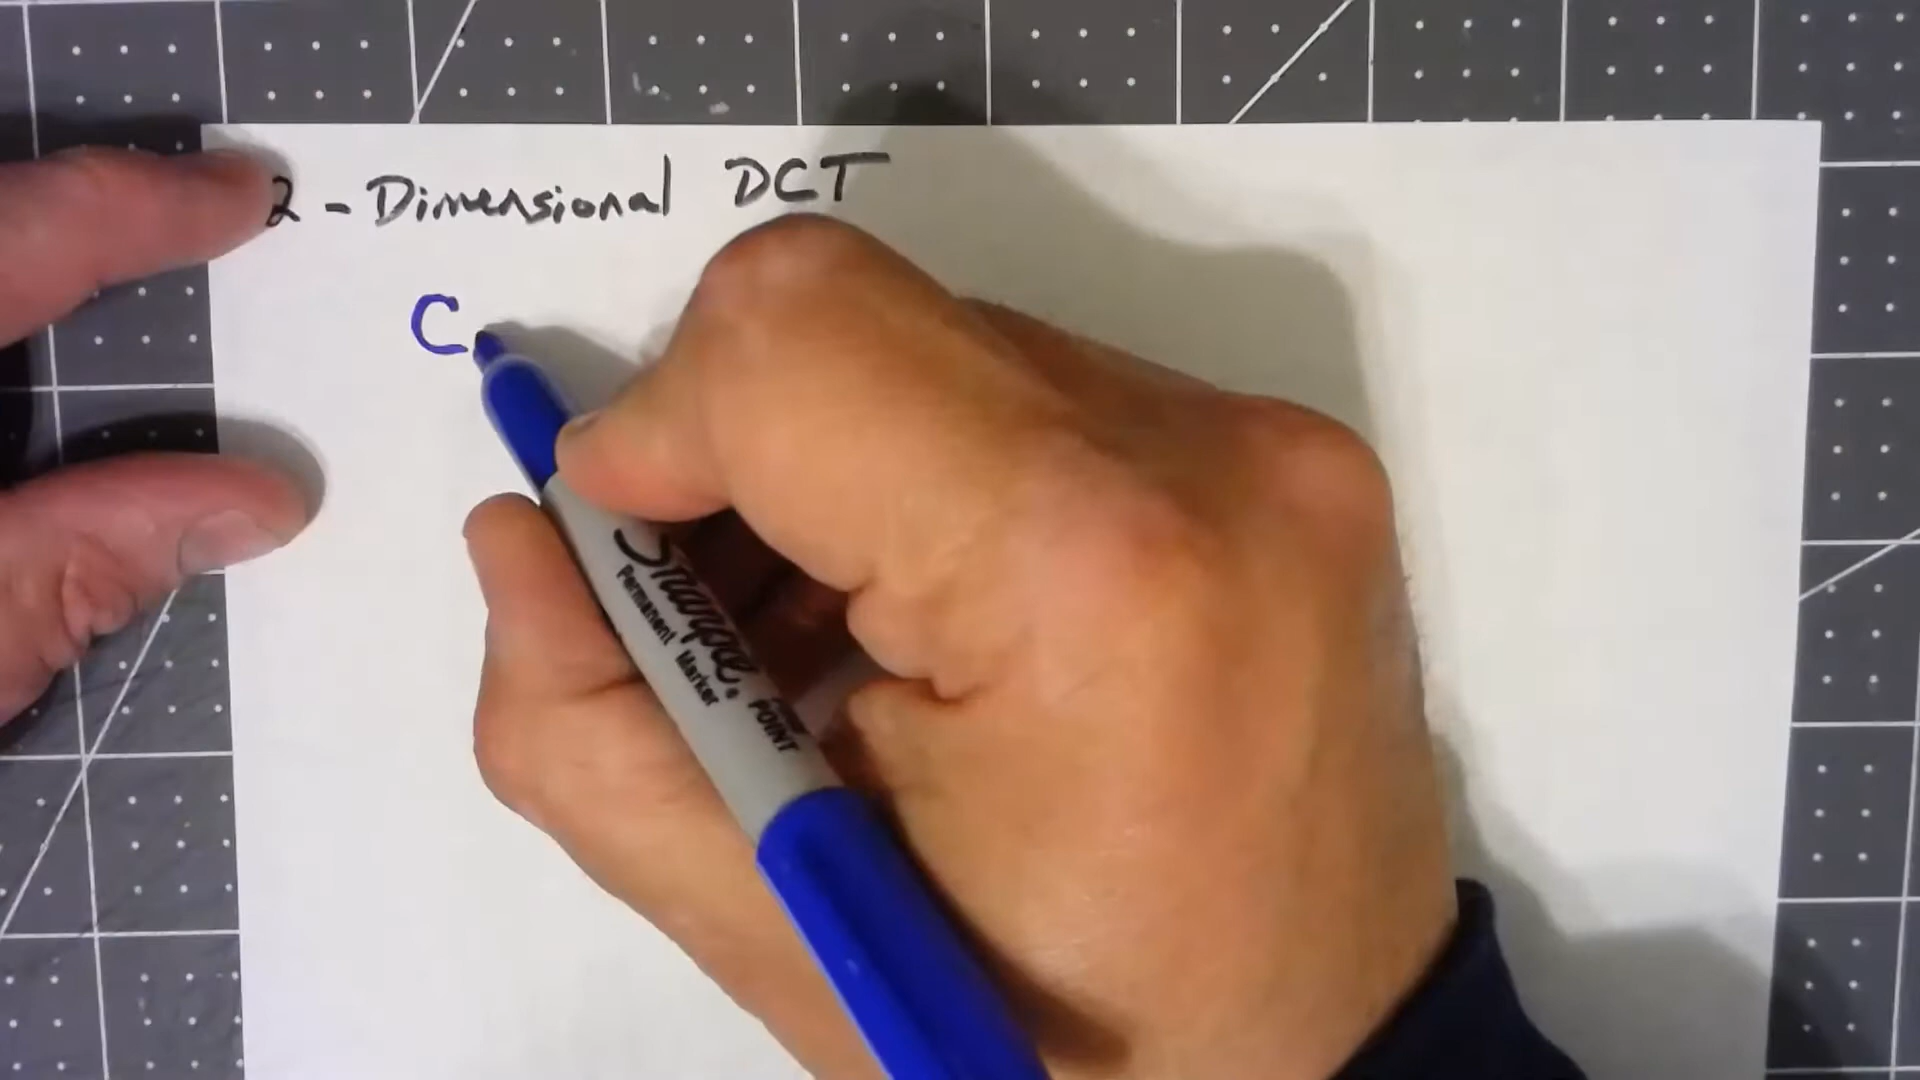 2 - Dimensional DCT
C
Sharpie.
Permanent Marker
FINE POINT